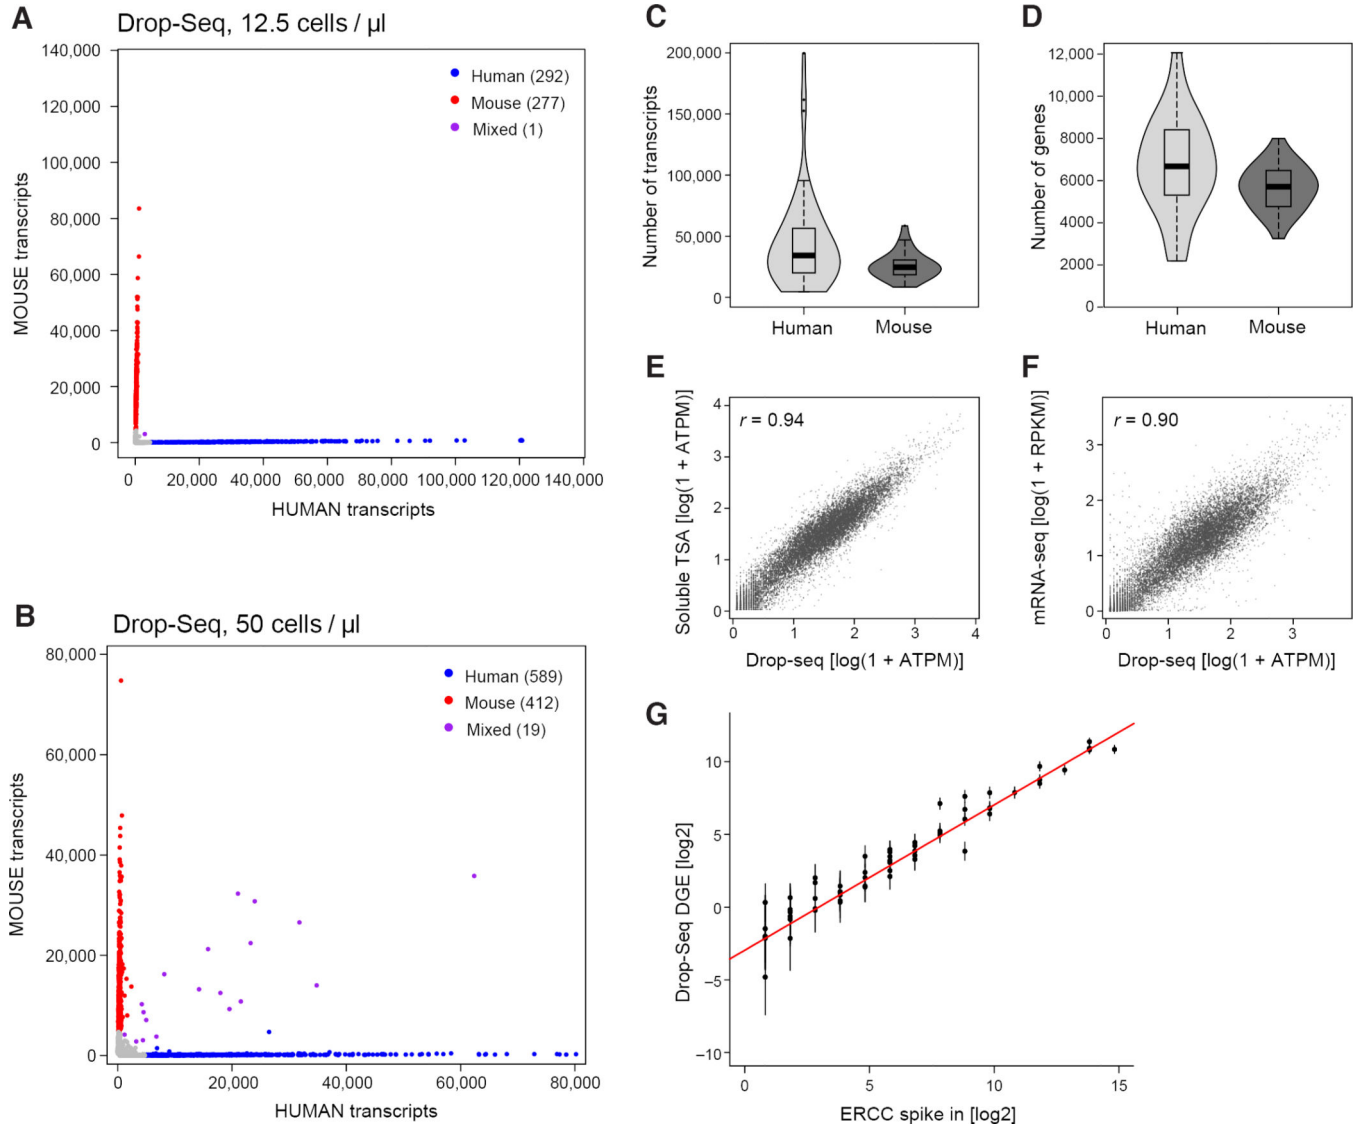 A
Drop-Seq, 12.5 cells / µl
140,000
120,000
100,000
80,000
60,000
40,000
20,000
0
MOUSE transcripts
Human (292)
Mouse (277)
Mixed (1)
0
20,000
40,000
60,000
80,000
100,000
120,000
140,000
HUMAN transcripts
B
Drop-Seq, 50 cells / µl
80,000
60,000
40,000
20,000
0
MOUSE transcripts
Human (589)
Mouse (412)
Mixed (19)
0
20,000
40,000
60,000
80,000
HUMAN transcripts
C
200,000
150,000
100,000
50,000
0
Number of transcripts
Human
Mouse
D
12,000
10,000
8000
6000
4000
2000
0
Number of genes
Human
Mouse
E
r = 0.94
4
3
2
1
0
Soluble TSA [log(1 + ATPM)]
0
1
2
3
4
Drop-seq [log(1 + ATPM)]
F
r = 0.90
3
2
1
0
mRNA-seq [log(1 + RPKM)]
0
1
2
3
Drop-seq [log(1 + ATPM)]
G
10
5
0
−5
−10
Drop-Seq DGE [log2]
0
5
10
15
ERCC spike in [log2]